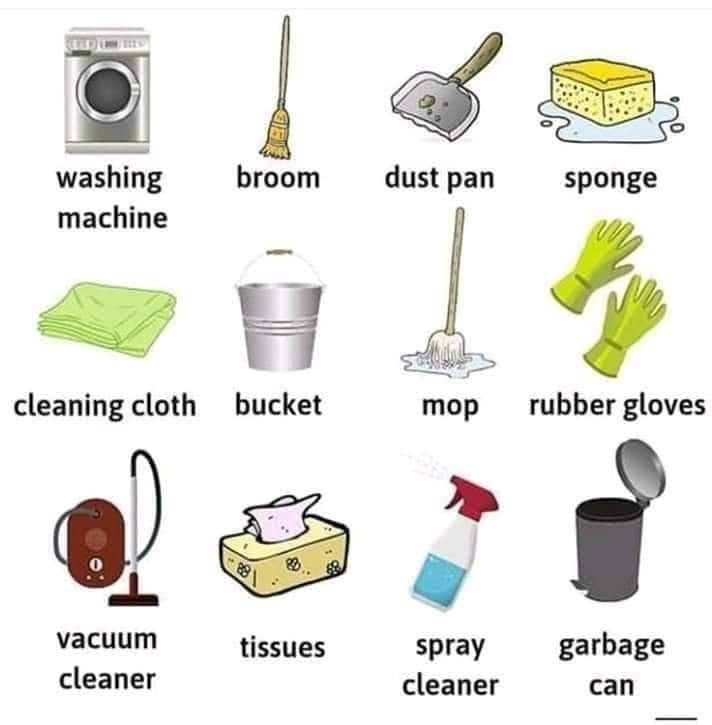 washing
machine
broom
dust pan
sponge
cleaning cloth
bucket
mop
rubber gloves
vacuum
cleaner
tissues
spray
cleaner
garbage
can